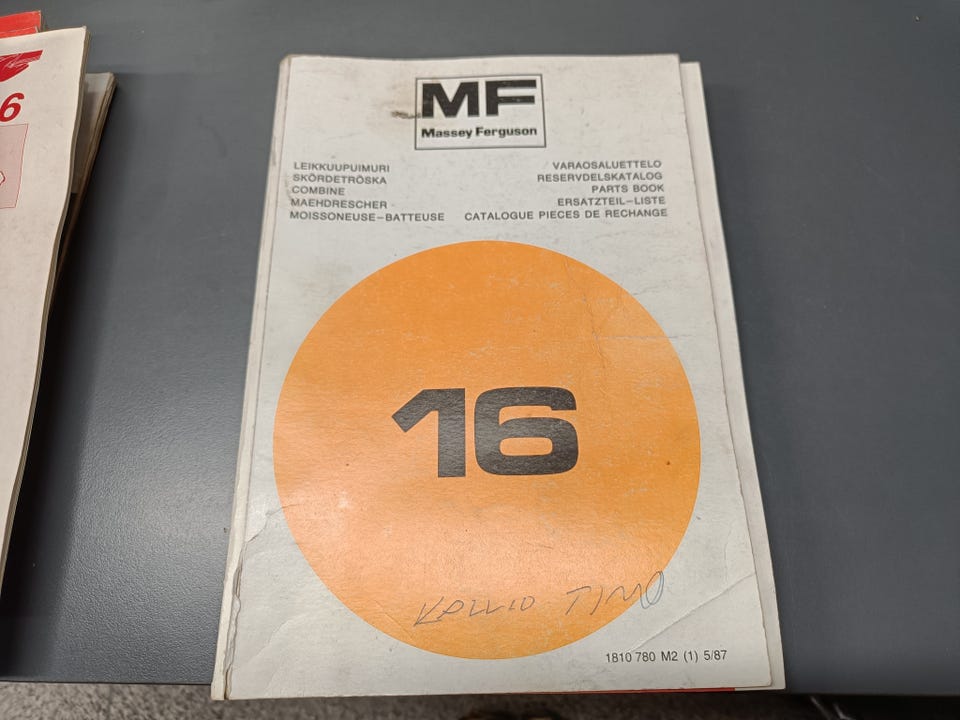 6
MF
Massey Ferguson
LEIKKUUPUIMURI
SKÖRDETRÖSKA
COMBINE
MAEHDRESCHER
MOISSONEUSE-BATTEUSE
VARAOSALUETTELO
RESERVDELSKATALOG
PARTS BOOK
ERSATZTEIL-LISTE
CATALOGUE PIECES DE RECHANGE
16
KALLIO TIMO
1810 780 M2 (1) 5/87